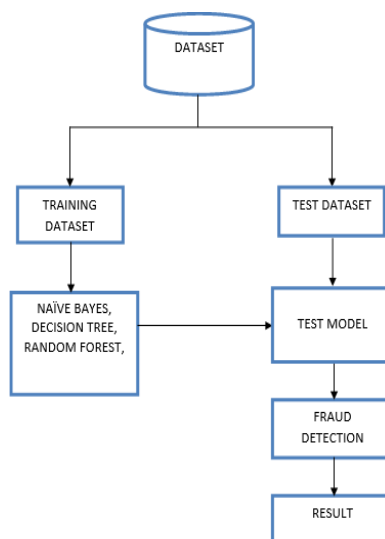 DATASET
TRAINING
DATASET
TEST DATASET
NAÏVE BAYES,
DECISION TREE,
RANDOM FOREST,
TEST MODEL
FRAUD
DETECTION
RESULT